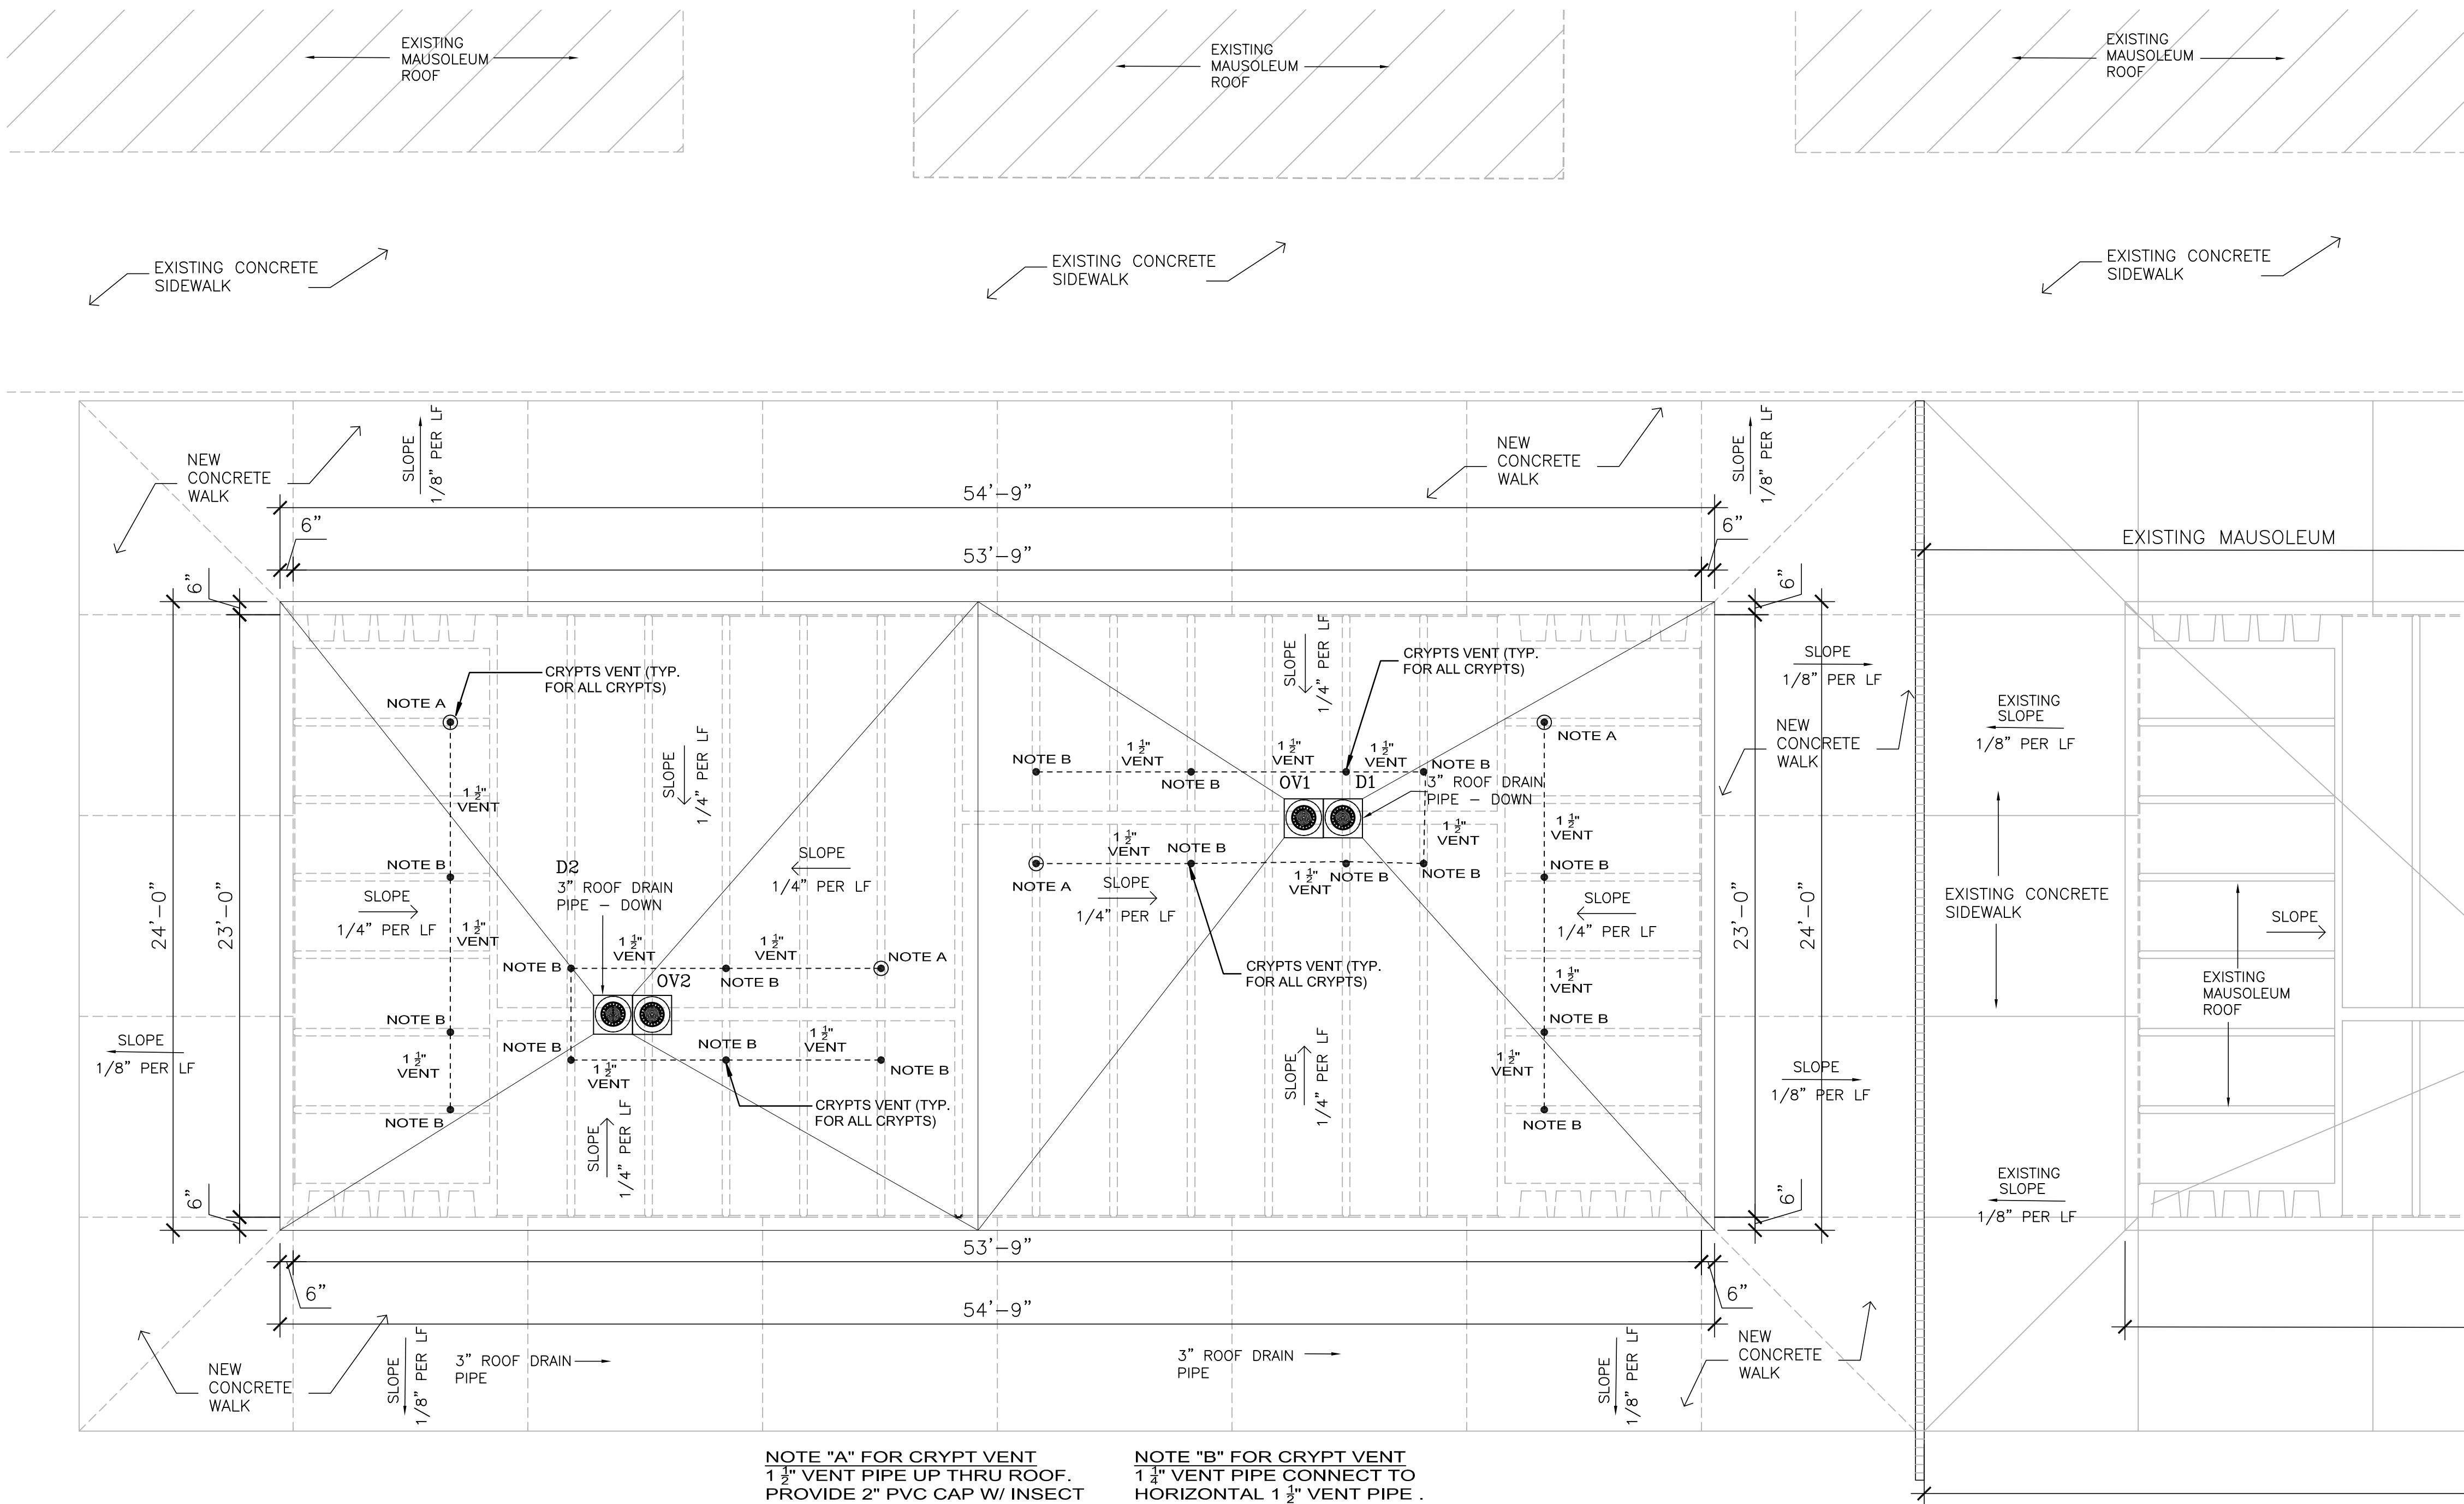 EXISTING
MAUSOLEUM
ROOF
EXISTING
MAUSOLEUM
ROOF
EXISTING
MAUSOLEUM
ROOF
EXISTING CONCRETE
SIDEWALK
EXISTING CONCRETE
SIDEWALK
EXISTING CONCRETE
SIDEWALK
NEW
CONCRETE
WALK
SLOPE
1/8" PER LF
NEW
CONCRETE
WALK
SLOPE
1/8" PER LF
54'-9"
6"
53'-9"
6"
EXISTING MAUSOLEUM
6"
6"
24'-0"
23'-0"
CRYPTS VENT (TYP.
FOR ALL CRYPTS)
NOTE A
1 1/2"
VENT
NOTE B
SLOPE
1/4" PER LF
1 1/2"
VENT
NOTE B
1 1/2"
VENT
NOTE B
SLOPE
1/4" PER LF
SLOPE
1/4" PER LF
D2
3" ROOF DRAIN
PIPE - DOWN
OV2
NOTE B
1 1/2"
VENT
NOTE B
1 1/2"
VENT
NOTE A
NOTE B
1 1/2"
VENT
NOTE B
1 1/2"
VENT
NOTE B
CRYPTS VENT (TYP.
FOR ALL CRYPTS)
SLOPE
1/4" PER LF
SLOPE
1/8" PER LF
6"
SLOPE
1/4" PER LF
CRYPTS VENT (TYP.
FOR ALL CRYPTS)
NOTE B
1 1/2"
VENT
NOTE B
1 1/2"
VENT
1 1/2"
VENT
NOTE B
OV1
D1
3" ROOF DRAIN
PIPE - DOWN
NOTE A
1 1/2"
VENT
NOTE B
1 1/2"
VENT
NOTE B
1 1/2"
VENT
NOTE B
SLOPE
1/4" PER LF
CRYPTS VENT (TYP.
FOR ALL CRYPTS)
SLOPE
1/4" PER LF
NOTE A
1 1/2"
VENT
NOTE B
SLOPE
1/4" PER LF
1 1/2"
VENT
NOTE B
1 1/2"
VENT
NOTE B
23'-0"
24'-0"
SLOPE
1/8" PER LF
NEW
CONCRETE
WALK
SLOPE
1/8" PER LF
6"
EXISTING
SLOPE
1/8" PER LF
EXISTING CONCRETE
SIDEWALK
SLOPE
EXISTING
MAUSOLEUM
ROOF
EXISTING
SLOPE
1/8" PER LF
53'-9"
6"
54'-9"
6"
NEW
CONCRETE
WALK
SLOPE
1/8" PER LF
3" ROOF DRAIN
PIPE
3" ROOF DRAIN
PIPE
SLOPE
1/8" PER LF
NEW
CONCRETE
WALK
NOTE "A" FOR CRYPT VENT
1 1/2" VENT PIPE UP THRU ROOF.
PROVIDE 2" PVC CAP W/ INSECT
NOTE "B" FOR CRYPT VENT
1 1/4" VENT PIPE CONNECT TO
HORIZONTAL 1 1/2" VENT PIPE .